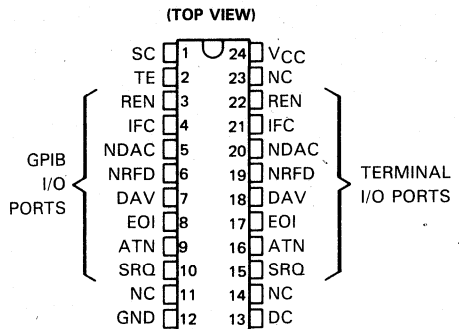 (TOP VIEW)
SC 1 24 VCC
TE 2 23 NC
REN 3 22 REN
IFC 4 21 IFC
NDAC 5 20 NDAC
NRFD 6 19 NRFD
DAV 7 18 DAV
EOI 8 17 EOI
ATN 9 16 ATN
SRQ 10 15 SRQ
NC 11 14 NC
GND 12 13 DC
GPIB
I/O
PORTS
TERMINAL
I/O PORTS